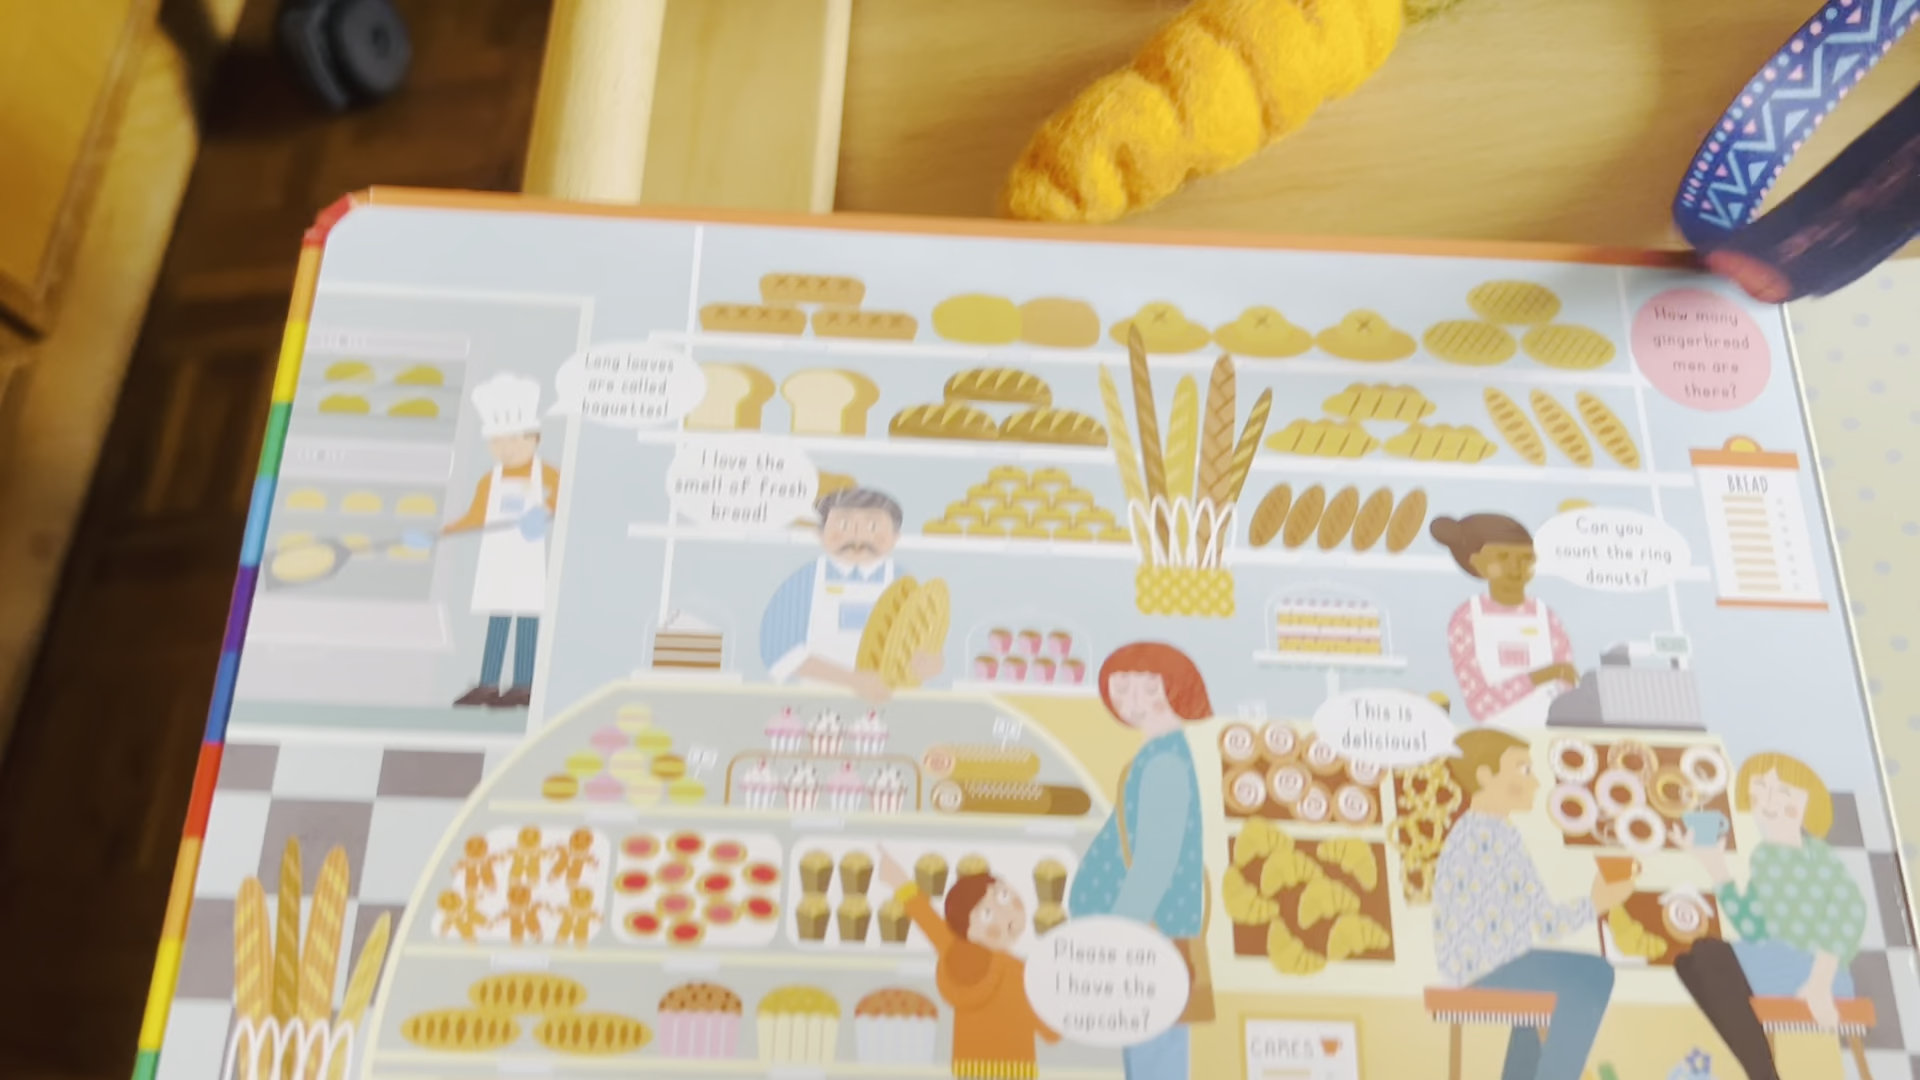 How many
gingerbread
men are
there?
Long loaves
are called
baguettes!
I love the
smell of fresh
bread!
BREAD
Can you
count the ring
donuts?
This is
delicious!
Please can
I have the
cupcake?
CAKES